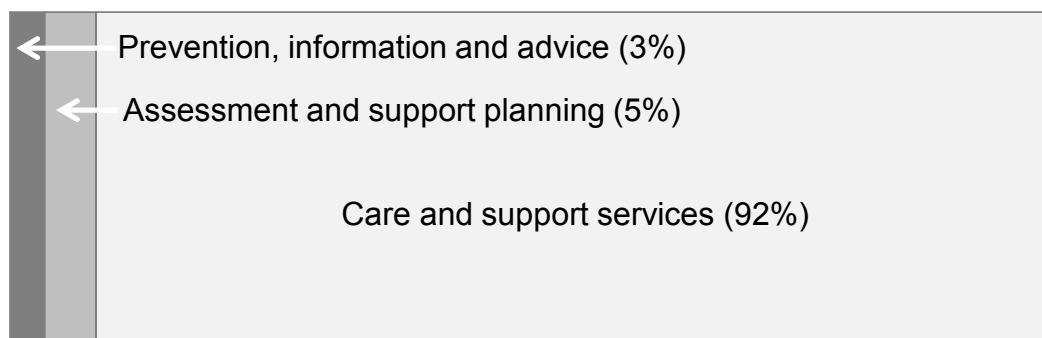 Prevention, information and advice (3%)
Assessment and support planning (5%)
Care and support services (92%)